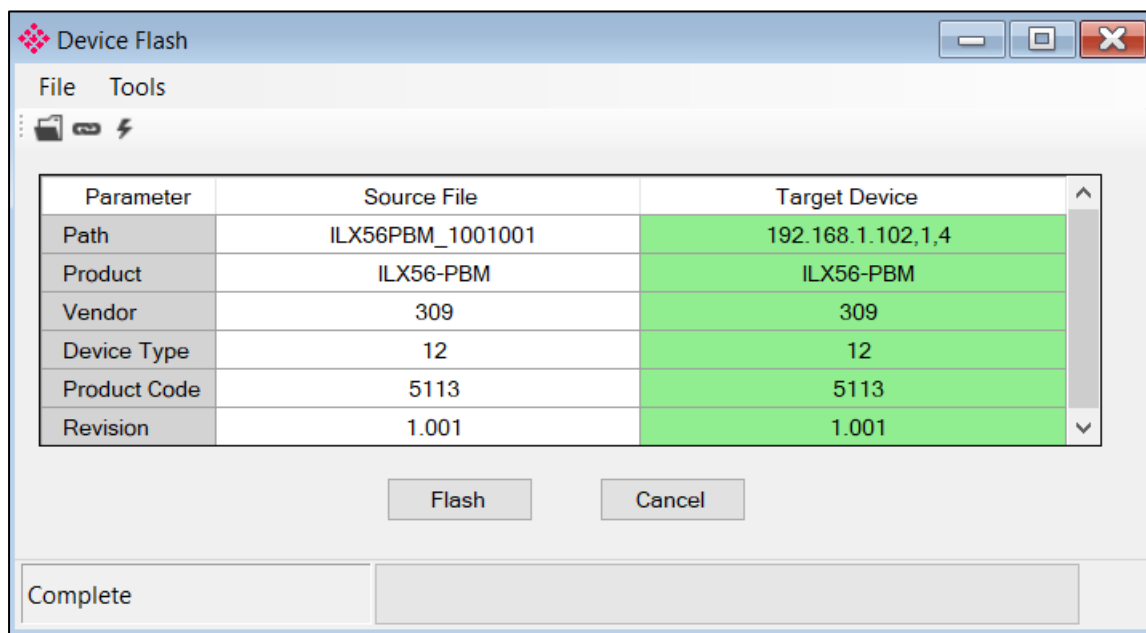 Device Flash
File Tools
Parameter Source File Target Device
Path ILX56PBM_1001001 192.168.1.102,1,4
Product ILX56-PBM ILX56-PBM
Vendor 309 309
Device Type 12 12
Product Code 5113 5113
Revision 1.001 1.001
Flash Cancel
Complete